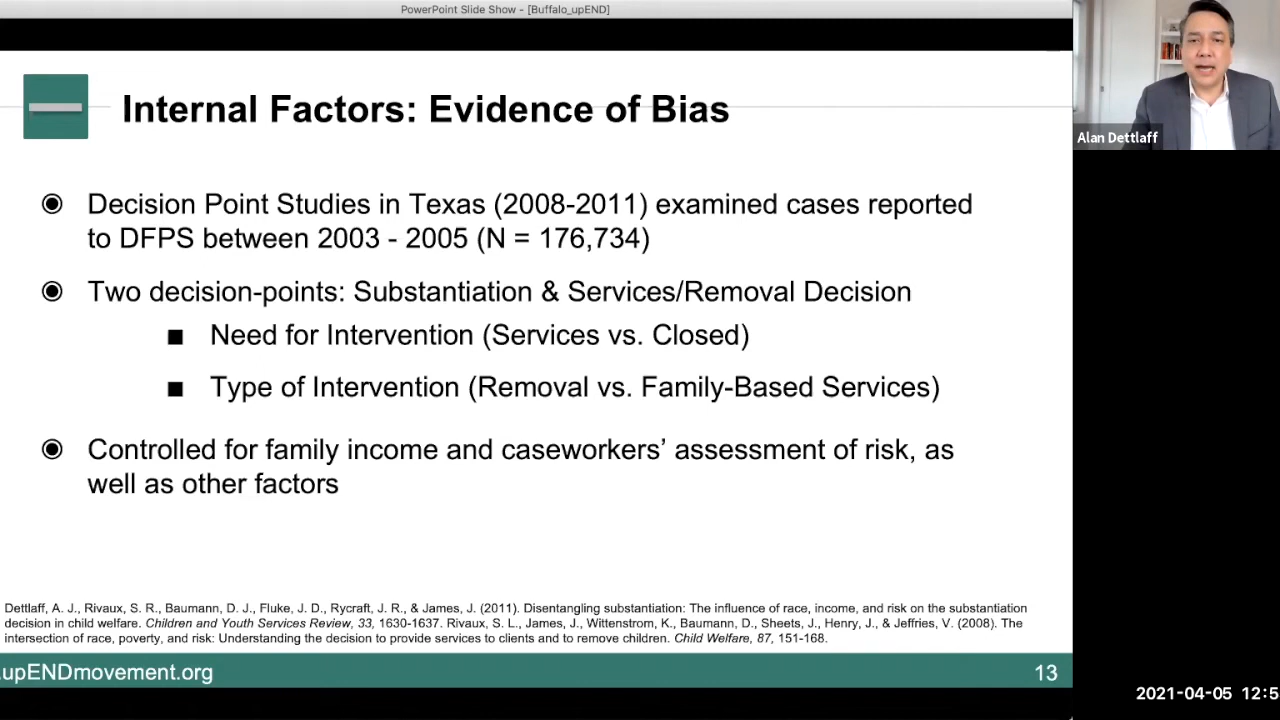 PowerPoint Slide Show - [Buffalo_upEND]
Internal Factors: Evidence of Bias
Alan Dettlaff
Decision Point Studies in Texas (2008-2011) examined cases reported
to DFPS between 2003 - 2005 (N = 176,734)
Two decision-points: Substantiation & Services/Removal Decision
Need for Intervention (Services vs. Closed)
Type of Intervention (Removal vs. Family-Based Services)
Controlled for family income and caseworkers’ assessment of risk, as
well as other factors
Dettlaff, A. J., Rivaux, S. R., Baumann, D. J., Fluke, J. D., Rycraft, J. R., & James, J. (2011). Disentangling substantiation: The influence of race, income, and risk on the substantiation
decision in child welfare. Children and Youth Services Review, 33, 1630-1637. Rivaux, S. L., James, J., Wittenstrom, K., Baumann, D., Sheets, J., Henry, J., & Jeffries, V. (2008). The
intersection of race, poverty, and risk: Understanding the decision to provide services to clients and to remove children. Child Welfare, 87, 151-168.
.upENDmovement.org
13
2021-04-05 12:5